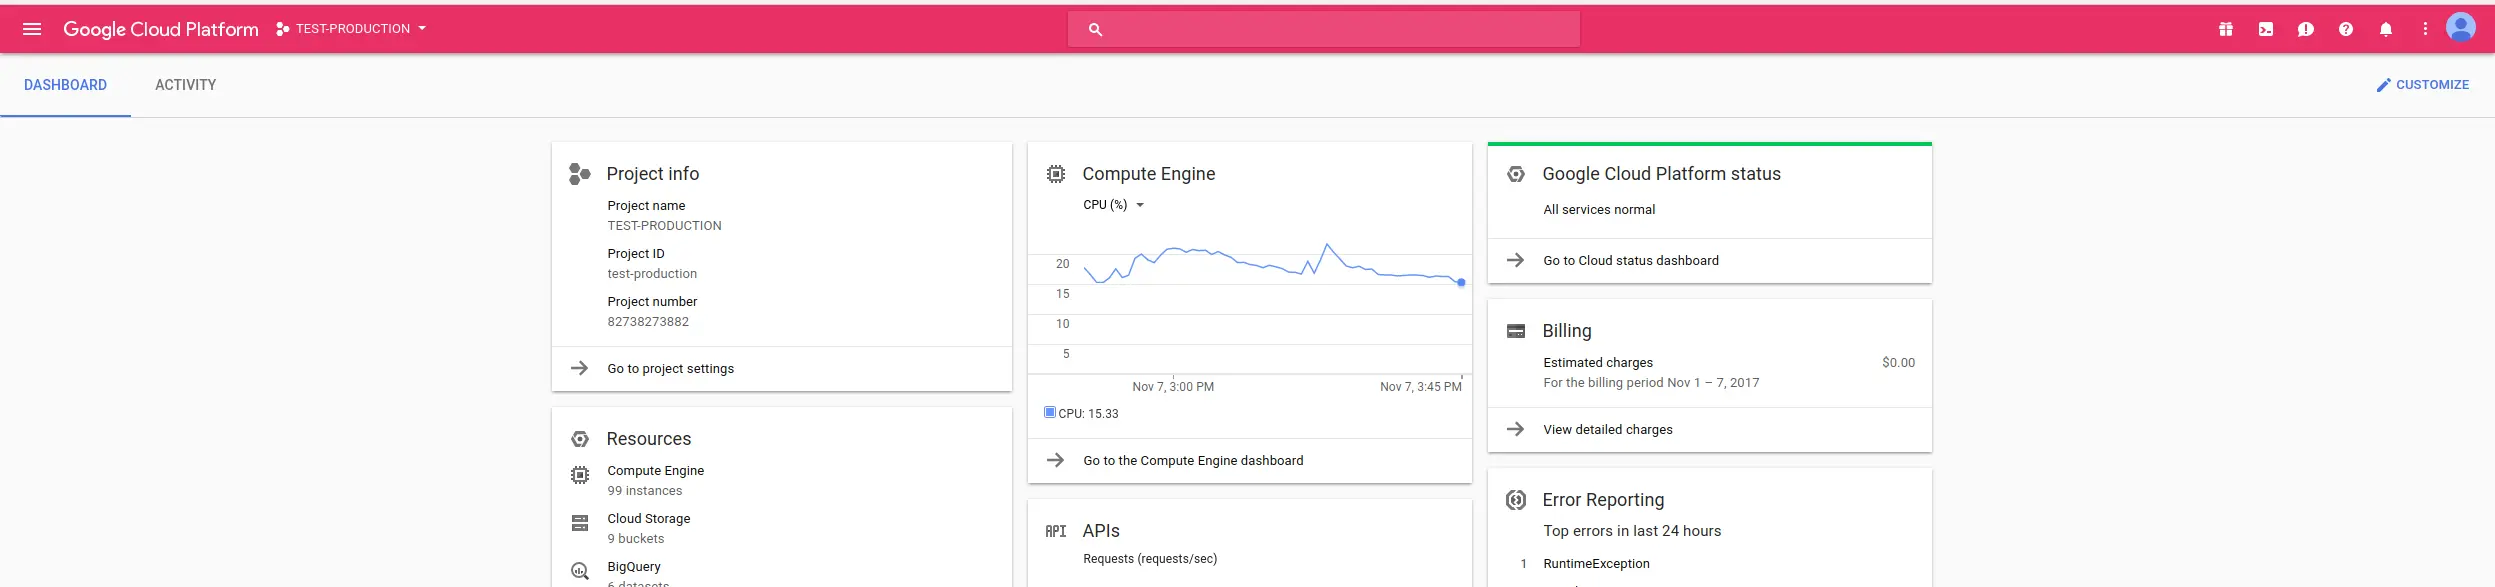 Google Cloud Platform TEST-PRODUCTION
DASHBOARD ACTIVITY CUSTOMIZE
Project info
Project name
TEST-PRODUCTION
Project ID
test-production
Project number
82738273882
Go to project settings
Resources
Compute Engine
99 instances
Cloud Storage
9 buckets
BigQuery
6 datasets
Compute Engine
CPU (%)
20
15
10
5
Nov 7, 3:00 PM Nov 7, 3:45 PM
CPU: 15.33
Go to the Compute Engine dashboard
API APIs
Requests (requests/sec)
Google Cloud Platform status
All services normal
Go to Cloud status dashboard
Billing
Estimated charges $0.00
For the billing period Nov 1 – 7, 2017
View detailed charges
Error Reporting
Top errors in last 24 hours
1 RuntimeException